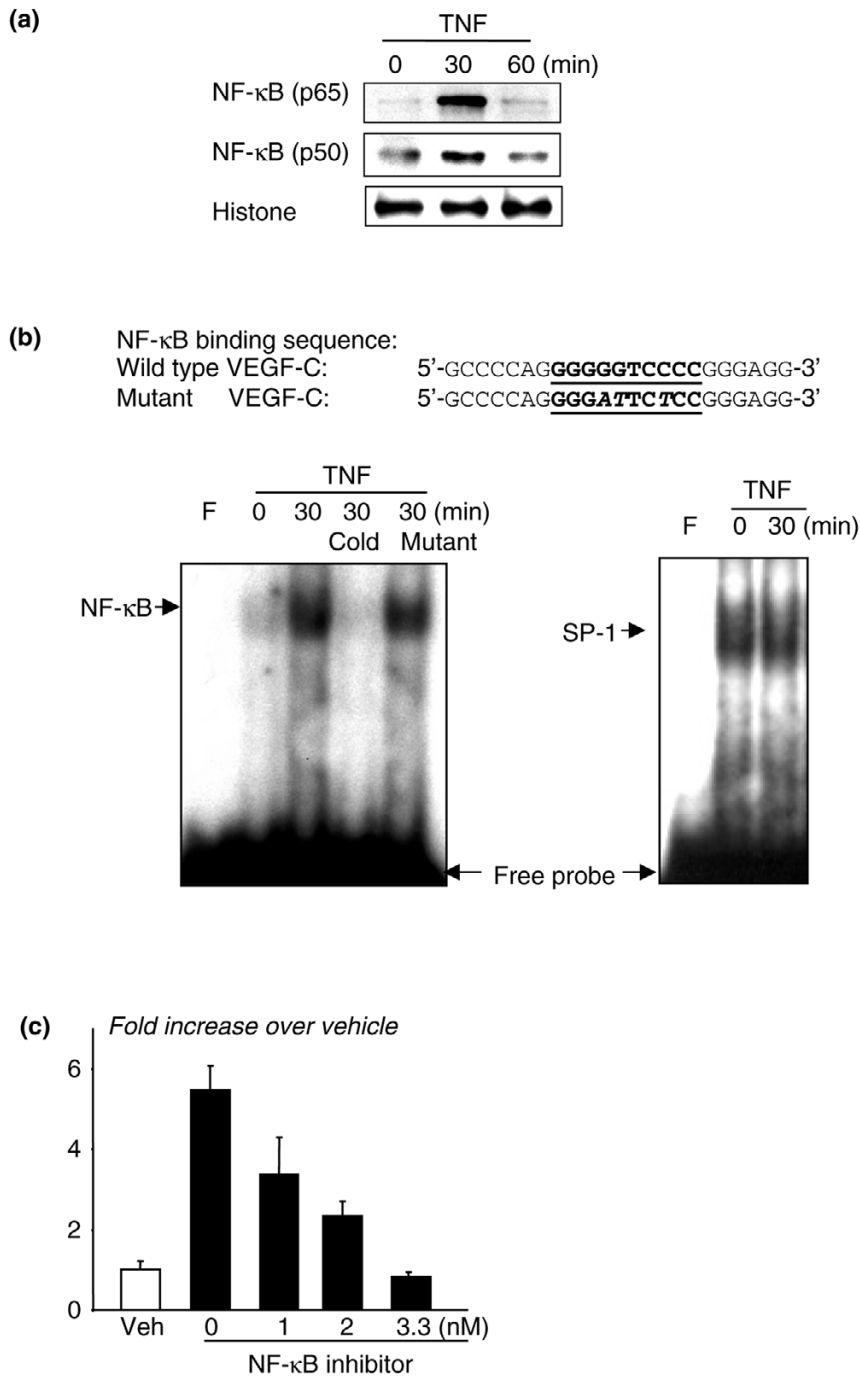 (a)
TNF
0 30 60 (min)
NF-κB (p65)
NF-κB (p50)
Histone
(b)
NF-κB binding sequence:
Wild type VEGF-C: 5’-GCCCCAGGGGGGTCCCCGGGAGG-3’
Mutant VEGF-C: 5’-GCCCCAGGGGATTCTCCGGGAGG-3’
TNF
F 0 30 30 30 (min)
Cold Mutant
NF-κB
TNF
F 0 30 (min)
SP-1
Free probe
(c)
Fold increase over vehicle
6
4
2
0
Veh 0 1 2 3.3 (nM)
NF-κB inhibitor